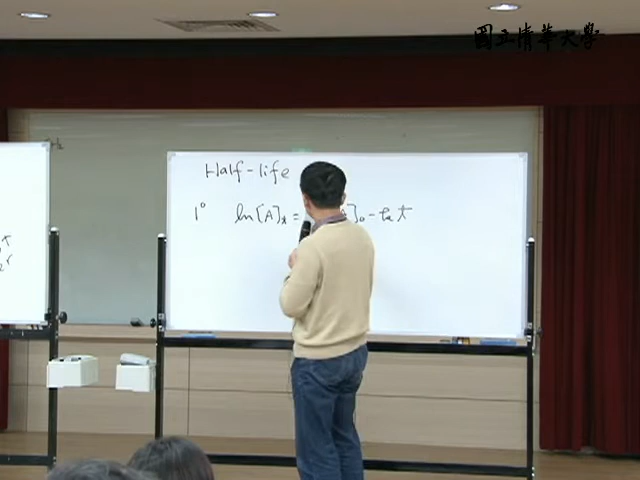 國立清華大學
Half-life
1° ln[A]t = A]₀ - kt